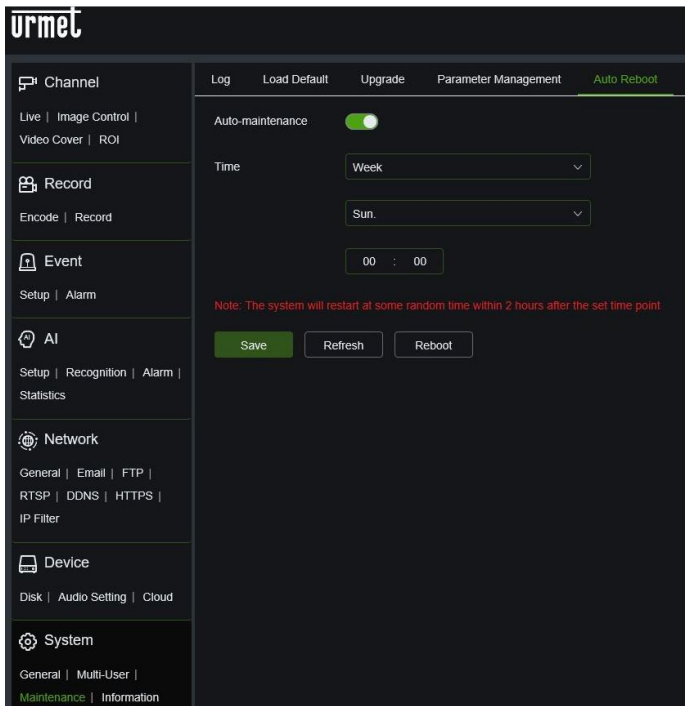 urmet
Channel
Live | Image Control |
Video Cover | ROI
Record
Encode | Record
Event
Setup | Alarm
AI
AI
Setup | Recognition | Alarm |
Statistics
Network
General | Email | FTP |
RTSP | DDNS | HTTPS |
IP Filter
Device
Disk | Audio Setting | Cloud
System
General | Multi-User |
Maintenance | Information
Log Load Default Upgrade Parameter Management Auto Reboot
Auto-maintenance
Time Week
Sun.
00 : 00
Note: The system will restart at some random time within 2 hours after the set time point
Save Refresh Reboot